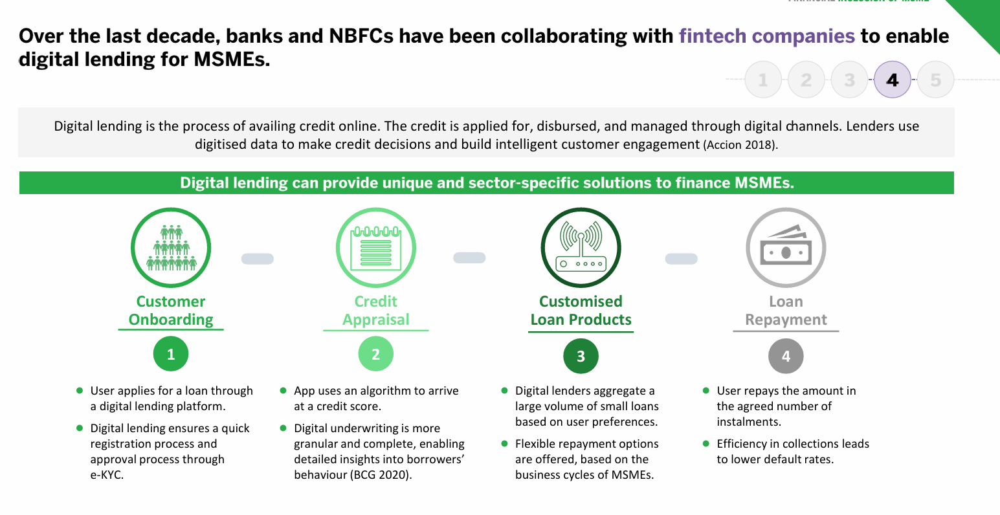 FINANCIAL INCLUSION OF MSME
Over the last decade, banks and NBFCs have been collaborating with fintech companies to enable
digital lending for MSMEs.
1 2 3 4 5
Digital lending is the process of availing credit online. The credit is applied for, disbursed, and managed through digital channels. Lenders use
digitised data to make credit decisions and build intelligent customer engagement (Accion 2018).
Digital lending can provide unique and sector-specific solutions to finance MSMEs.
Customer
Onboarding
1
User applies for a loan through
a digital lending platform.
Digital lending ensures a quick
registration process and
approval process through
e-KYC.
Credit
Appraisal
2
App uses an algorithm to arrive
at a credit score.
Digital underwriting is more
granular and complete, enabling
detailed insights into borrowers’
behaviour (BCG 2020).
Customised
Loan Products
3
Digital lenders aggregate a
large volume of small loans
based on user preferences.
Flexible repayment options
are offered, based on the
business cycles of MSMEs.
Loan
Repayment
4
User repays the amount in
the agreed number of
instalments.
Efficiency in collections leads
to lower default rates.